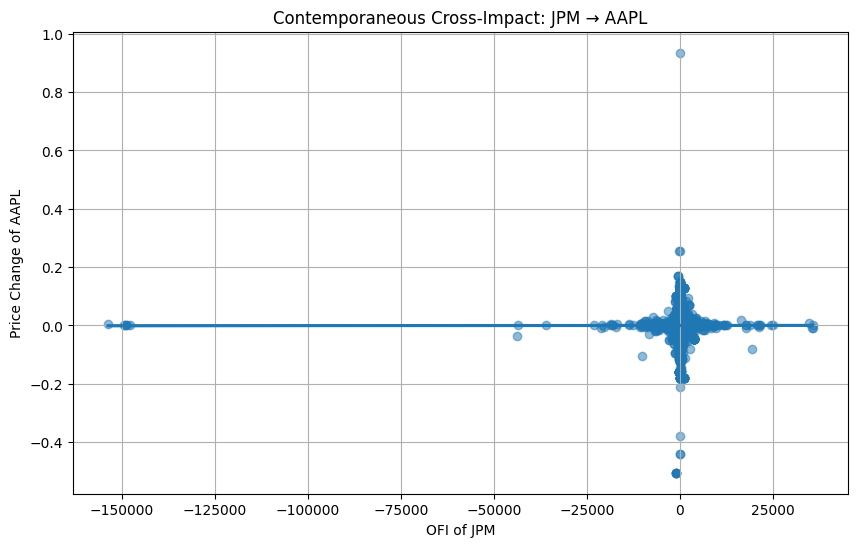 Contemporaneous Cross-Impact: JPM → AAPL
1.0
0.8
0.6
0.4
0.2
0.0
−0.2
−0.4
Price Change of AAPL
−150000 −125000 −100000 −75000 −50000 −25000 0 25000
OFI of JPM